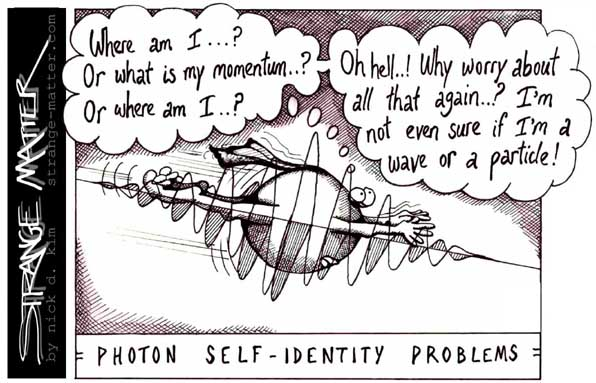 STRANGE MATTER
by nick d. kim strange-matter.com
Where am I...?
Or what is my momentum..?
Or where am I..?
Oh hell..! Why worry about
all that again..? I'm
not even sure if I'm a
wave or a particle!
= PHOTON SELF-IDENTITY PROBLEMS =